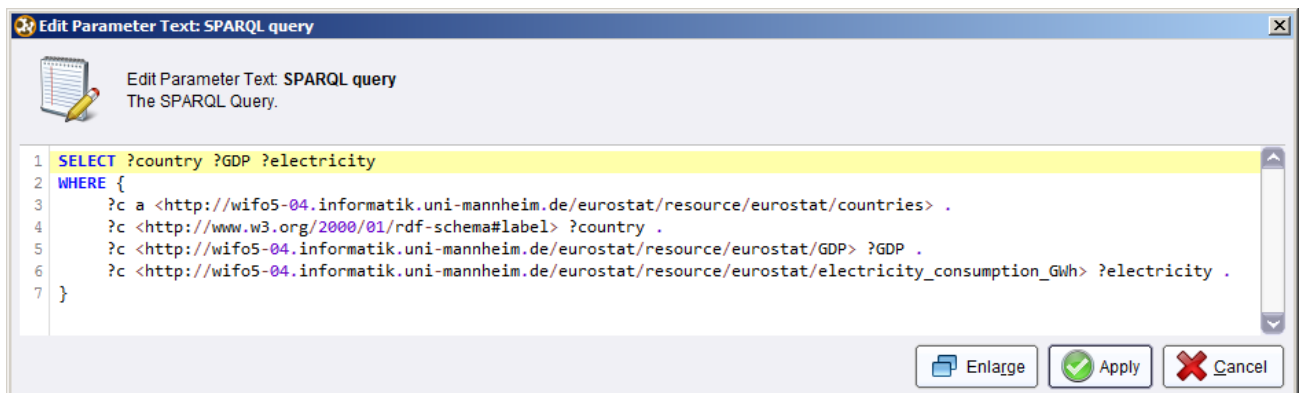 Edit Parameter Text: SPARQL query
Edit Parameter Text: SPARQL query
The SPARQL Query.
1 SELECT ?country ?GDP ?electricity
2 WHERE {
3 ?c a <http://wifo5-04.informatik.uni-mannheim.de/eurostat/resource/eurostat/countries> .
4 ?c <http://www.w3.org/2000/01/rdf-schema#label> ?country .
5 ?c <http://wifo5-04.informatik.uni-mannheim.de/eurostat/resource/eurostat/GDP> ?GDP .
6 ?c <http://wifo5-04.informatik.uni-mannheim.de/eurostat/resource/eurostat/electricity_consumption_GWh> ?electricity .
7 }
Enlarge Apply Cancel